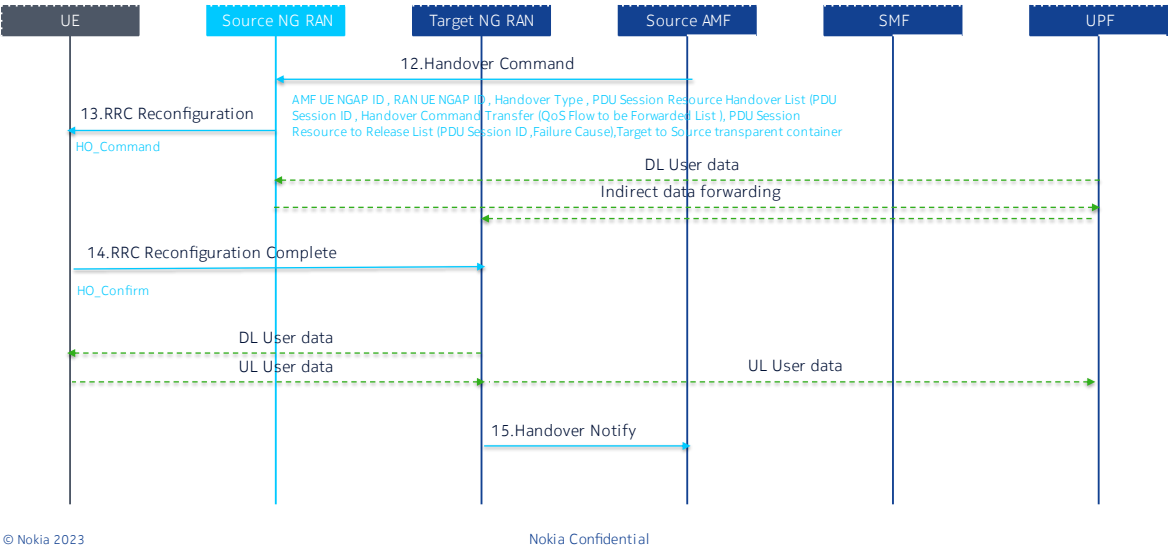 UE
Source NG RAN
Target NG RAN
Source AMF
SMF
UPF
12.Handover Command
AMF UE NGAP ID , RAN UE NGAP ID , Handover Type , PDU Session Resource Handover List (PDU
Session ID , Handover Command Transfer (QoS Flow to be Forwarded List ), PDU Session
Resource to Release List (PDU Session ID ,Failure Cause),Target to Source transparent container
13.RRC Reconfiguration
HO_Command
DL User data
Indirect data forwarding
14.RRC Reconfiguration Complete
HO_Confirm
DL User data
UL User data
UL User data
15.Handover Notify
© Nokia 2023
Nokia Confidential